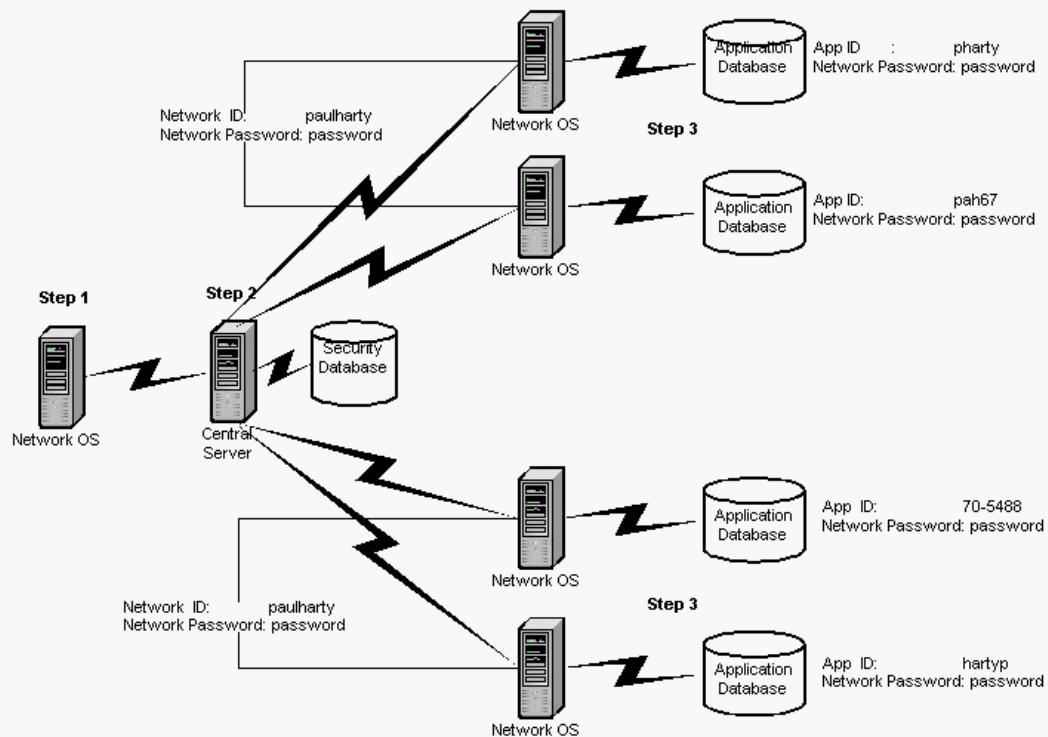 Application
Database
App ID : pharty
Network Password: password
Network ID: paulharty
Network Password: password
Network OS
Step 3
Application
Database
App ID: pah67
Network Password: password
Network OS
Step 1
Step 2
Security
Database
Network OS
Central
Server
Application
Database
App ID: 70-5488
Network Password: password
Network OS
Network ID: paulharty
Network Password: password
Step 3
Application
Database
App ID: hartyp
Network Password: password
Network OS